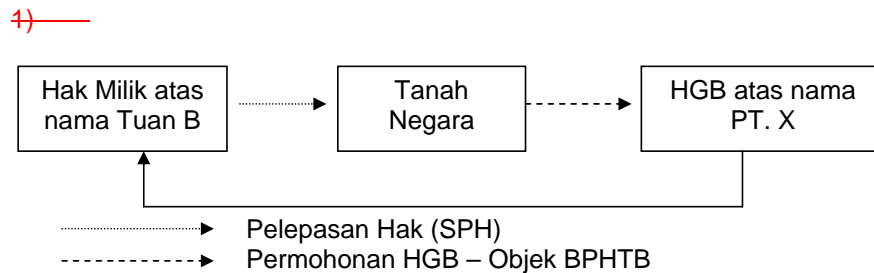 1)
Hak Milik atas
nama Tuan B
Tanah
Negara
HGB atas nama
PT. X
Pelepasan Hak (SPH)
Permohonan HGB – Objek BPHTB